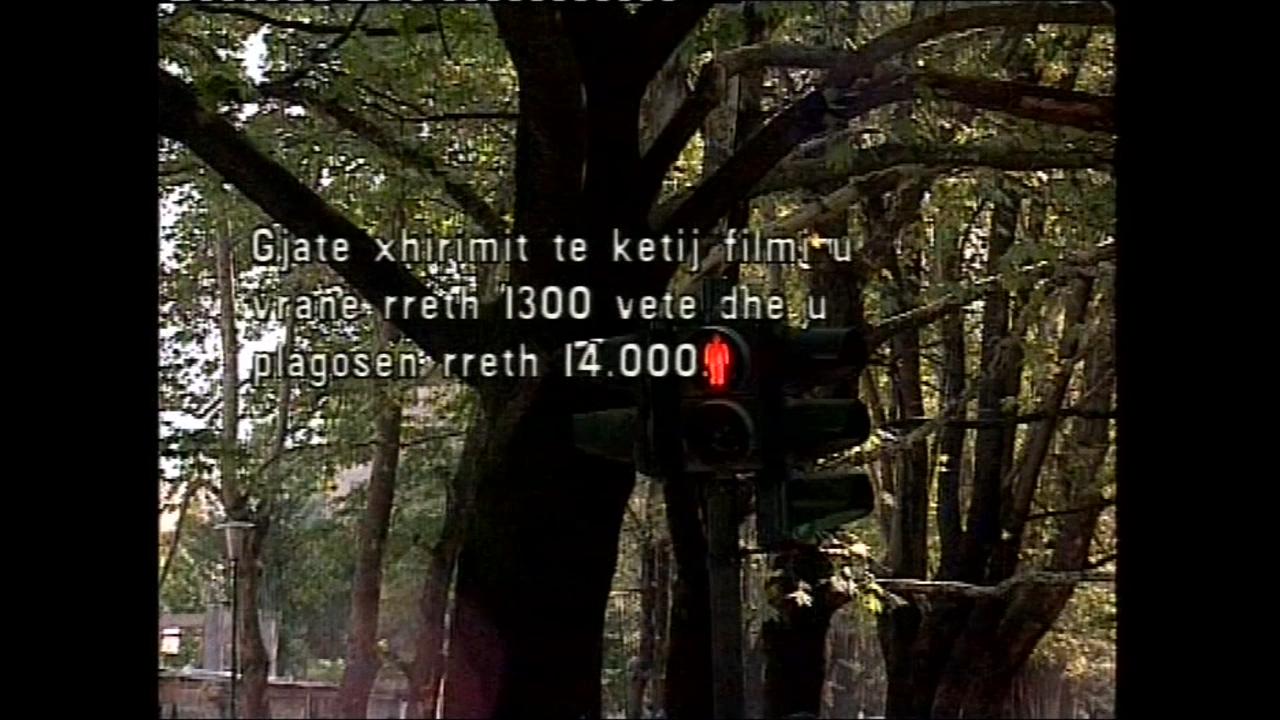 Gjate xhirimit te ketij filmi u
vrane rreth 1300 vete dhe u
plagosen rreth 14.000.